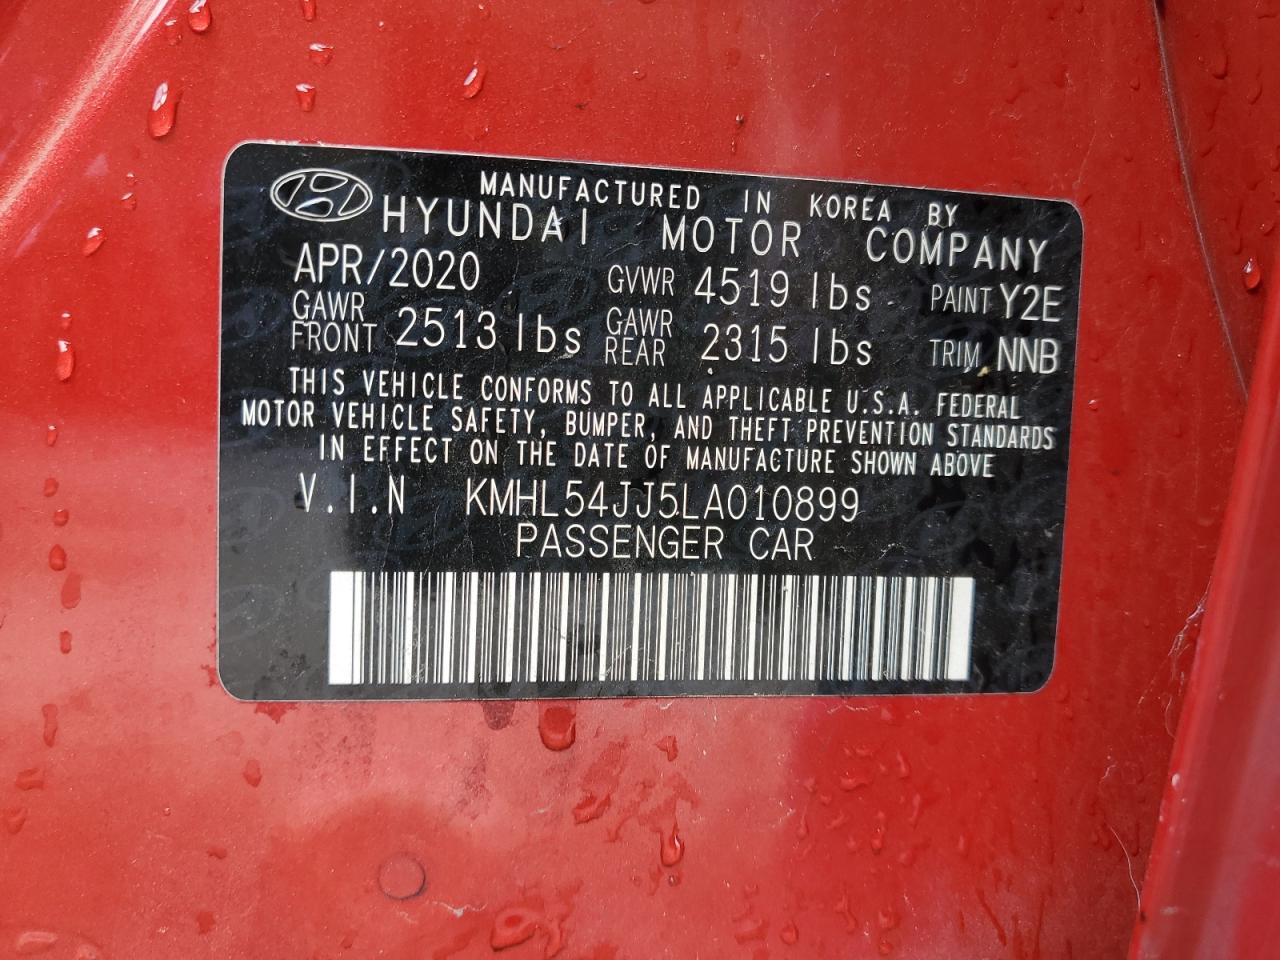 MANUFACTURED IN KOREA BY
HYUNDAI MOTOR COMPANY
APR/2020 GVWR 4519 lbs PAINT Y2E
GAWR FRONT 2513 lbs GAWR REAR 2315 lbs TRIM NNB
THIS VEHICLE CONFORMS TO ALL APPLICABLE U.S.A. FEDERAL
MOTOR VEHICLE SAFETY, BUMPER, AND THEFT PREVENTION STANDARDS
IN EFFECT ON THE DATE OF MANUFACTURE SHOWN ABOVE
V.I.N KMHL54JJ5LA010899
PASSENGER CAR